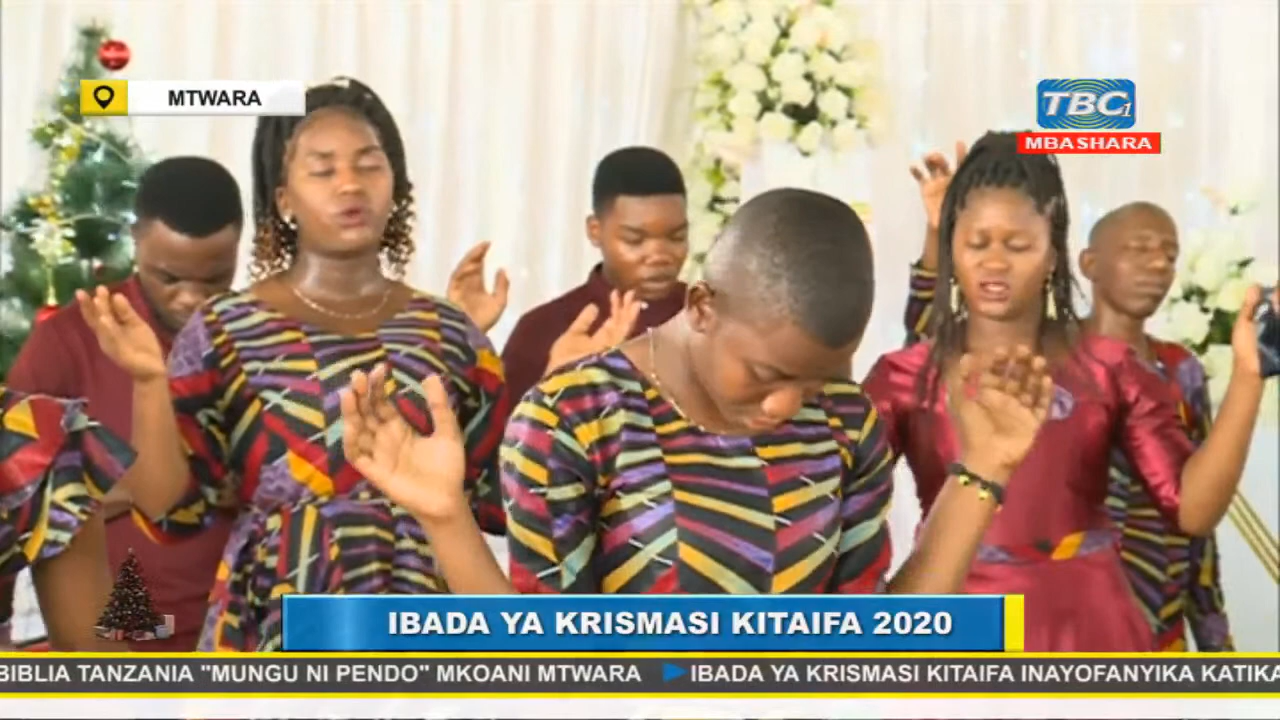 MTWARA
TBC1
MBASHARA
IBADA YA KRISMASI KITAIFA 2020
BIBLIA TANZANIA "MUNGU NI PENDO" MKOANI MTWARA IBADA YA KRISMASI KITAIFA INAYOFANYIKA KATIKA